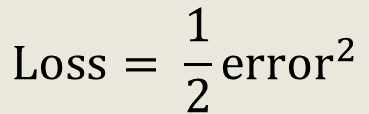 Loss = 1/2 error²